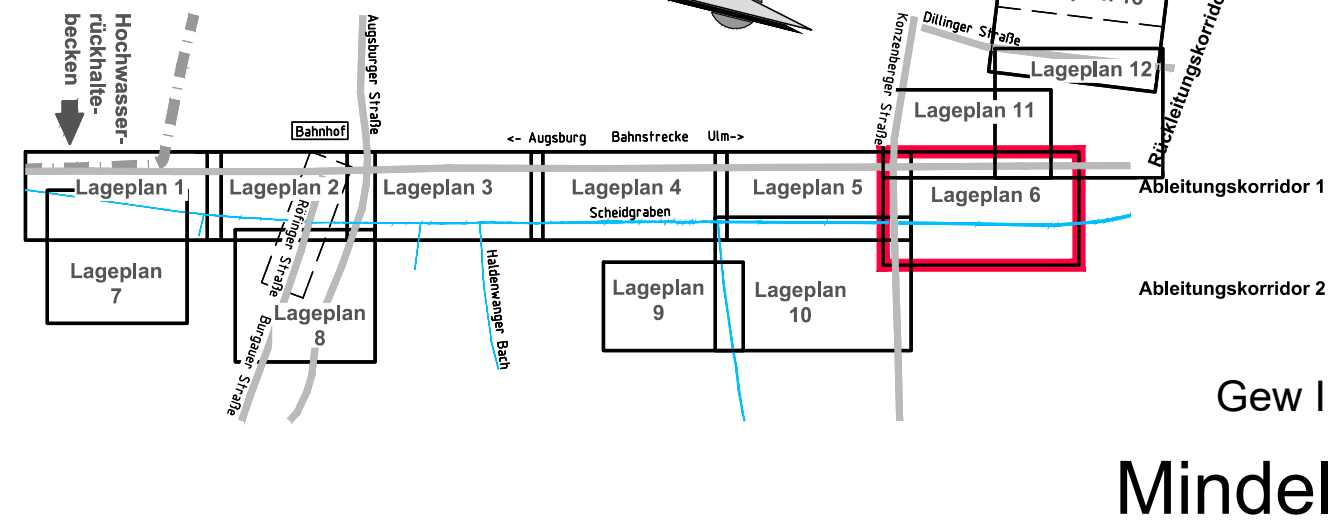 Hochwasser-
rückhalte-
becken
Augsburger Straße
Konzenberger Straße
Dillinger Straße
Lageplan 12
Rückleitungskorrido
Lageplan 11
Bahnhof
<- Augsburg Bahnstrecke Ulm->
Lageplan 1
Lageplan 2
Lageplan 3
Lageplan 4
Lageplan 5
Lageplan 6
Ableitungskorridor 1
Scheidgraben
Röfinger Straße
Haldenwanger Bach
Lageplan
7
Lageplan
8
Lageplan
9
Lageplan
10
Ableitungskorridor 2
Burgauer Straße
Gew I
Mindel